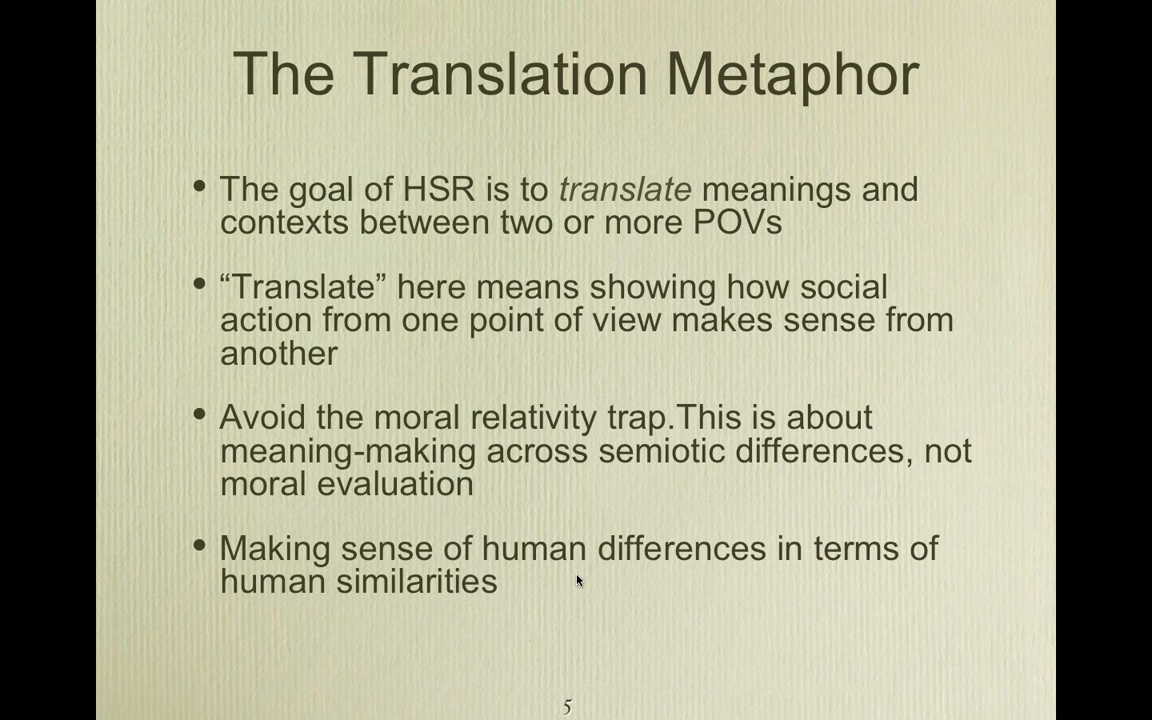 The Translation Metaphor
• The goal of HSR is to translate meanings and
contexts between two or more POVs
• “Translate” here means showing how social
action from one point of view makes sense from
another
• Avoid the moral relativity trap.This is about
meaning-making across semiotic differences, not
moral evaluation
• Making sense of human differences in terms of
human similarities
5